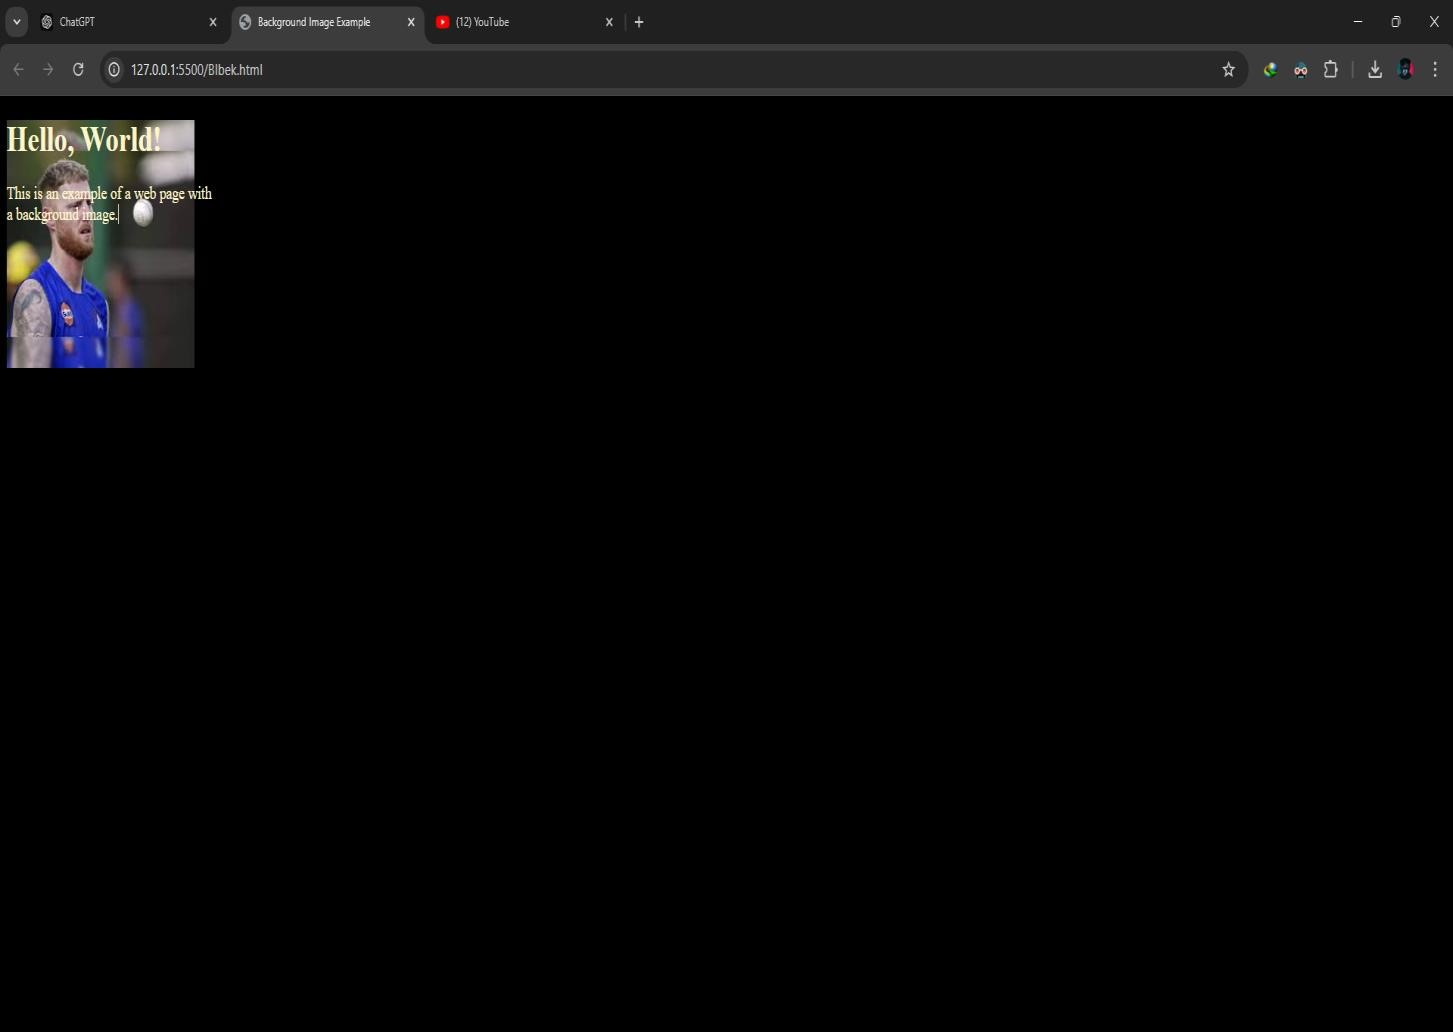 ChatGPT
Background Image Example
(12) YouTube
127.0.0.1:5500/BIbek.html
Hello, World!
This is an example of a web page with
a background image.